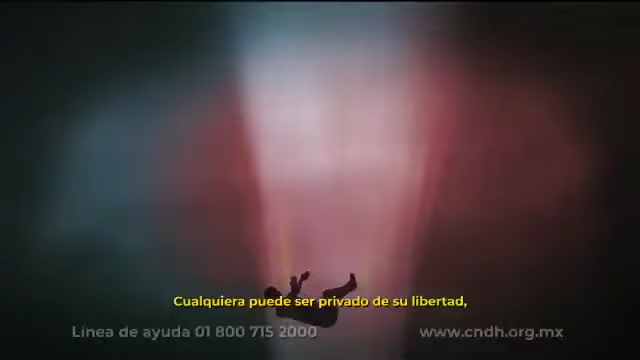 Cualquiera puede ser privado de su libertad,
Línea de ayuda 01 800 715 2000
www.cndh.org.mx